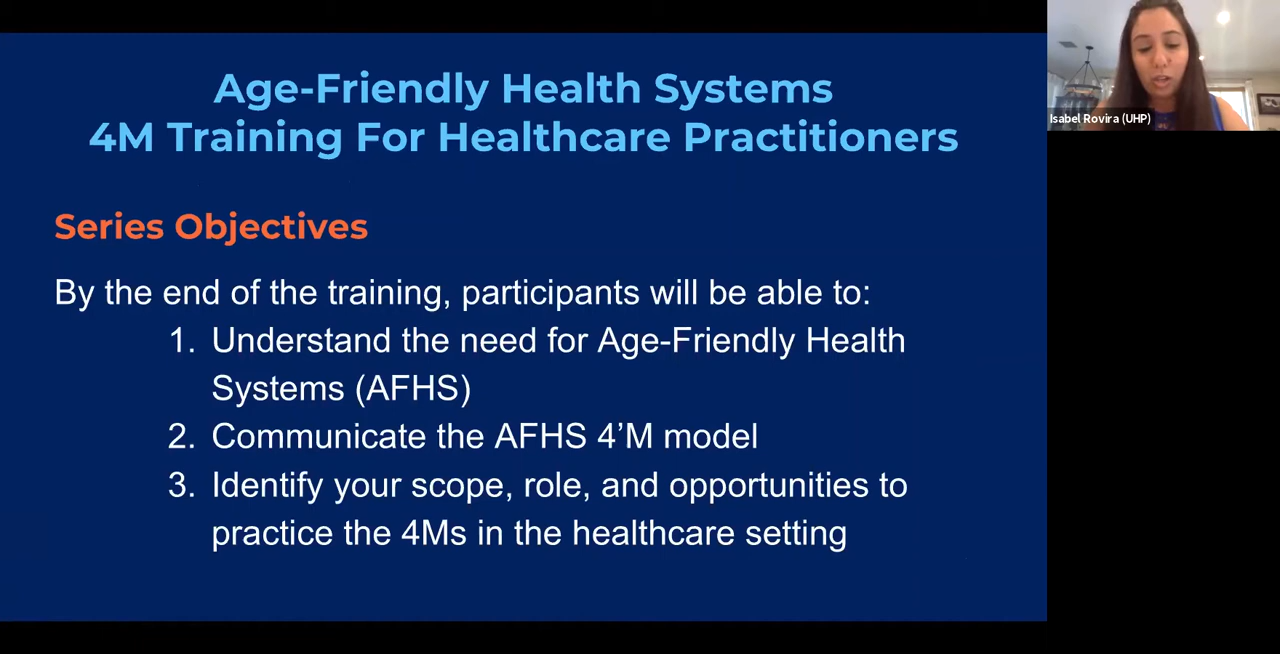 Age-Friendly Health Systems
4M Training For Healthcare Practitioners
Series Objectives
By the end of the training, participants will be able to:
1. Understand the need for Age-Friendly Health
Systems (AFHS)
2. Communicate the AFHS 4’M model
3. Identify your scope, role, and opportunities to
practice the 4Ms in the healthcare setting
Isabel Rovira (UHP)